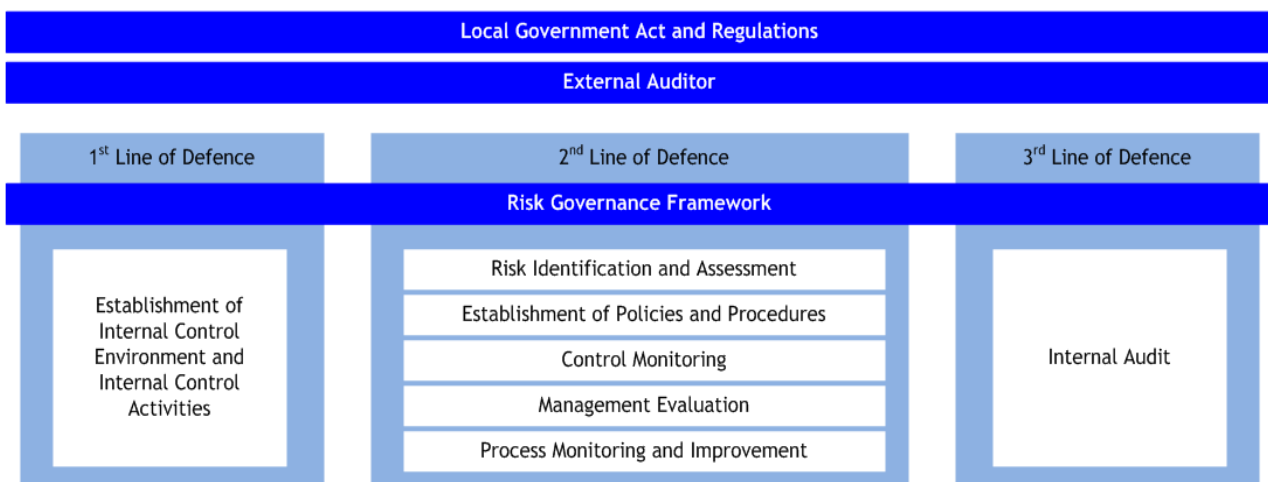 Local Government Act and Regulations
External Auditor
1st Line of Defence
2nd Line of Defence
3rd Line of Defence
Risk Governance Framework
Establishment of
Internal Control
Environment and
Internal Control
Activities
Risk Identification and Assessment
Establishment of Policies and Procedures
Control Monitoring
Management Evaluation
Process Monitoring and Improvement
Internal Audit